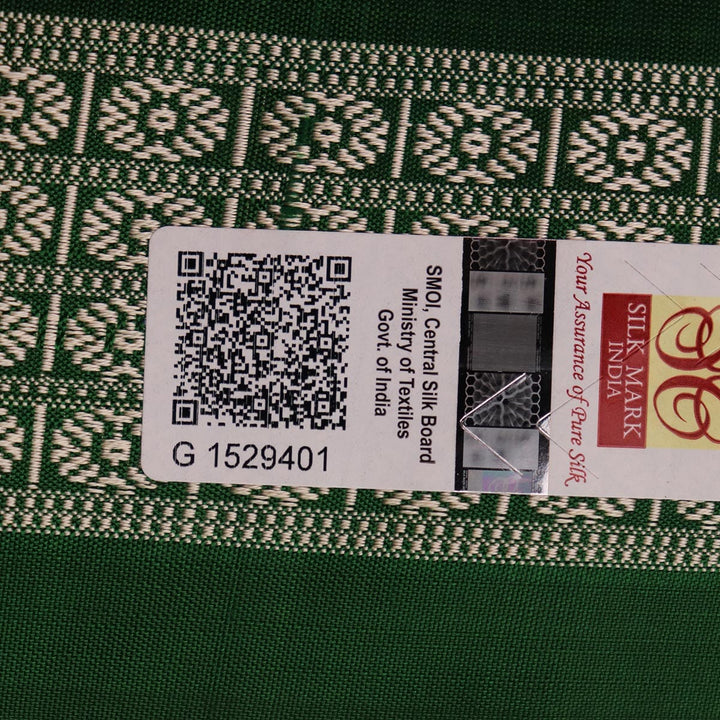 G 1529401
SMOI, Central Silk Board
Ministry of Textiles
Govt. of India
Your Assurance of Pure Silk
SILK MARK
INDIA